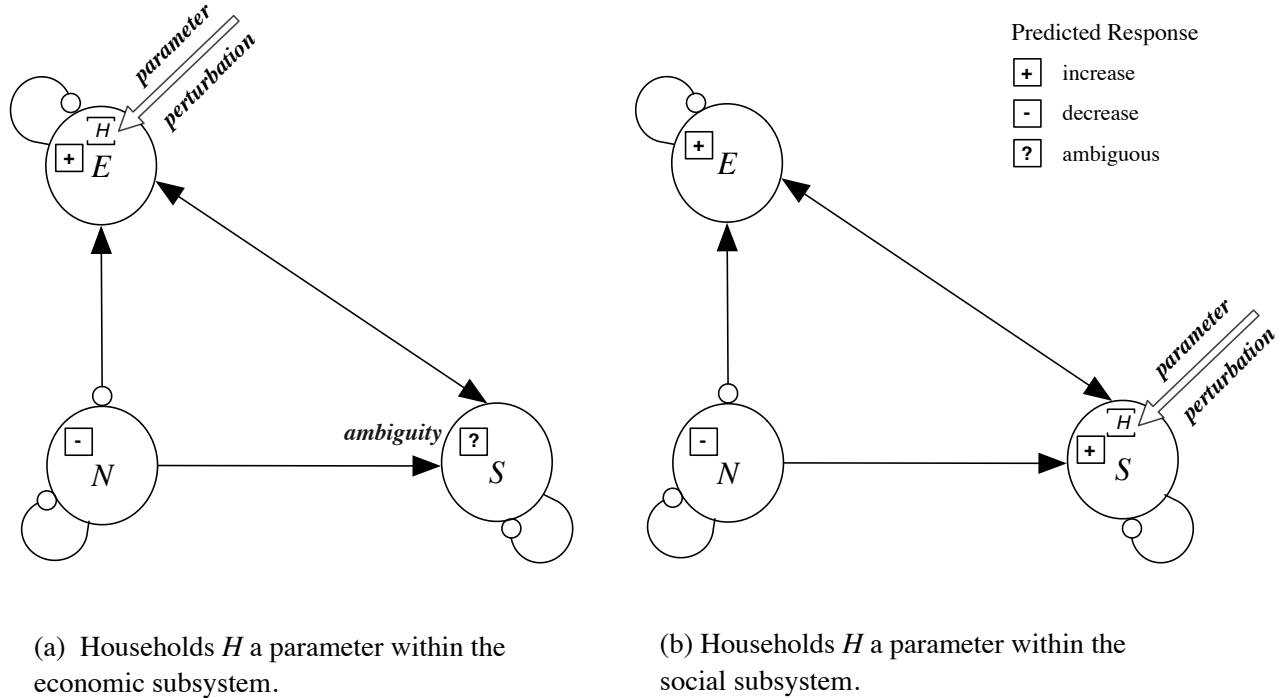 parameter
perturbation
H
+
E
-
N
ambiguity
?
S
+
E
-
N
parameter
perturbation
H
+
S
Predicted Response
+ increase
- decrease
? ambiguous
(a) Households H a parameter within the
economic subsystem.
(b) Households H a parameter within the
social subsystem.